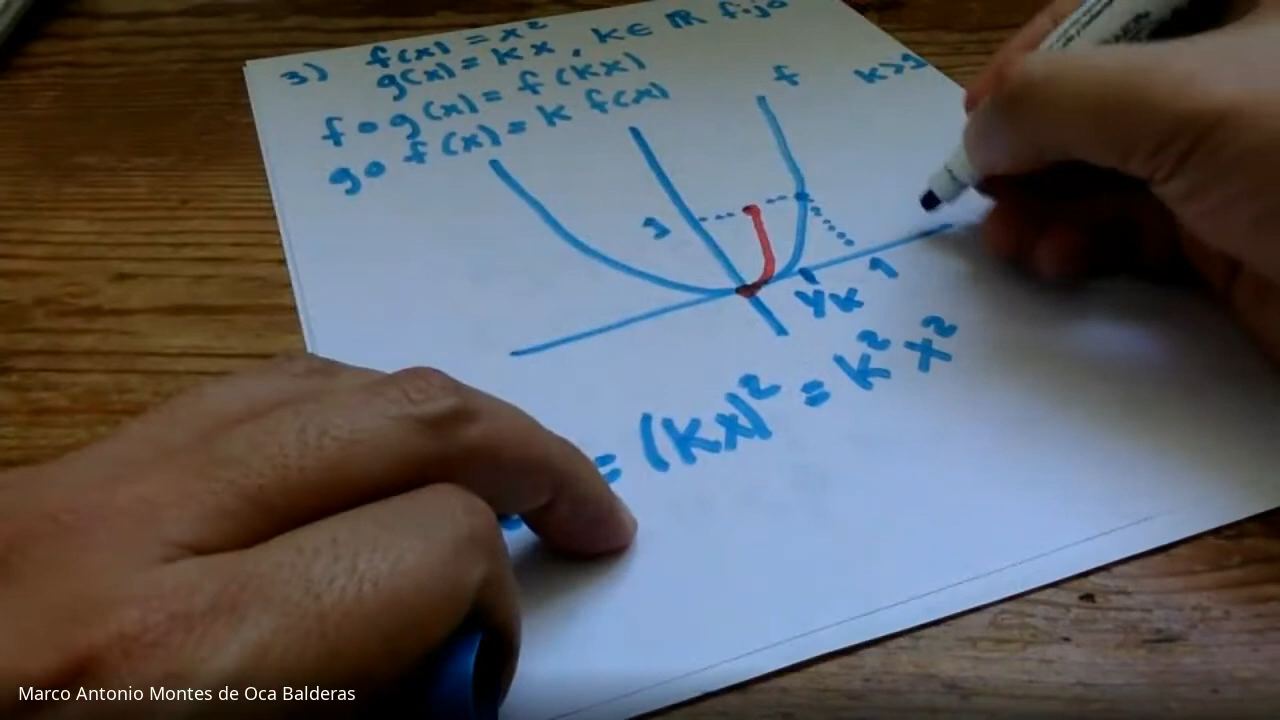 3) f(x) = x²
g(x) = kx, k ∈ ℝ fijo
f∘g(x) = f(kx)
g∘f(x) = k f(x)
f
k>1
1
1/k
1
= (kx)² = k² x²
Marco Antonio Montes de Oca Balderas